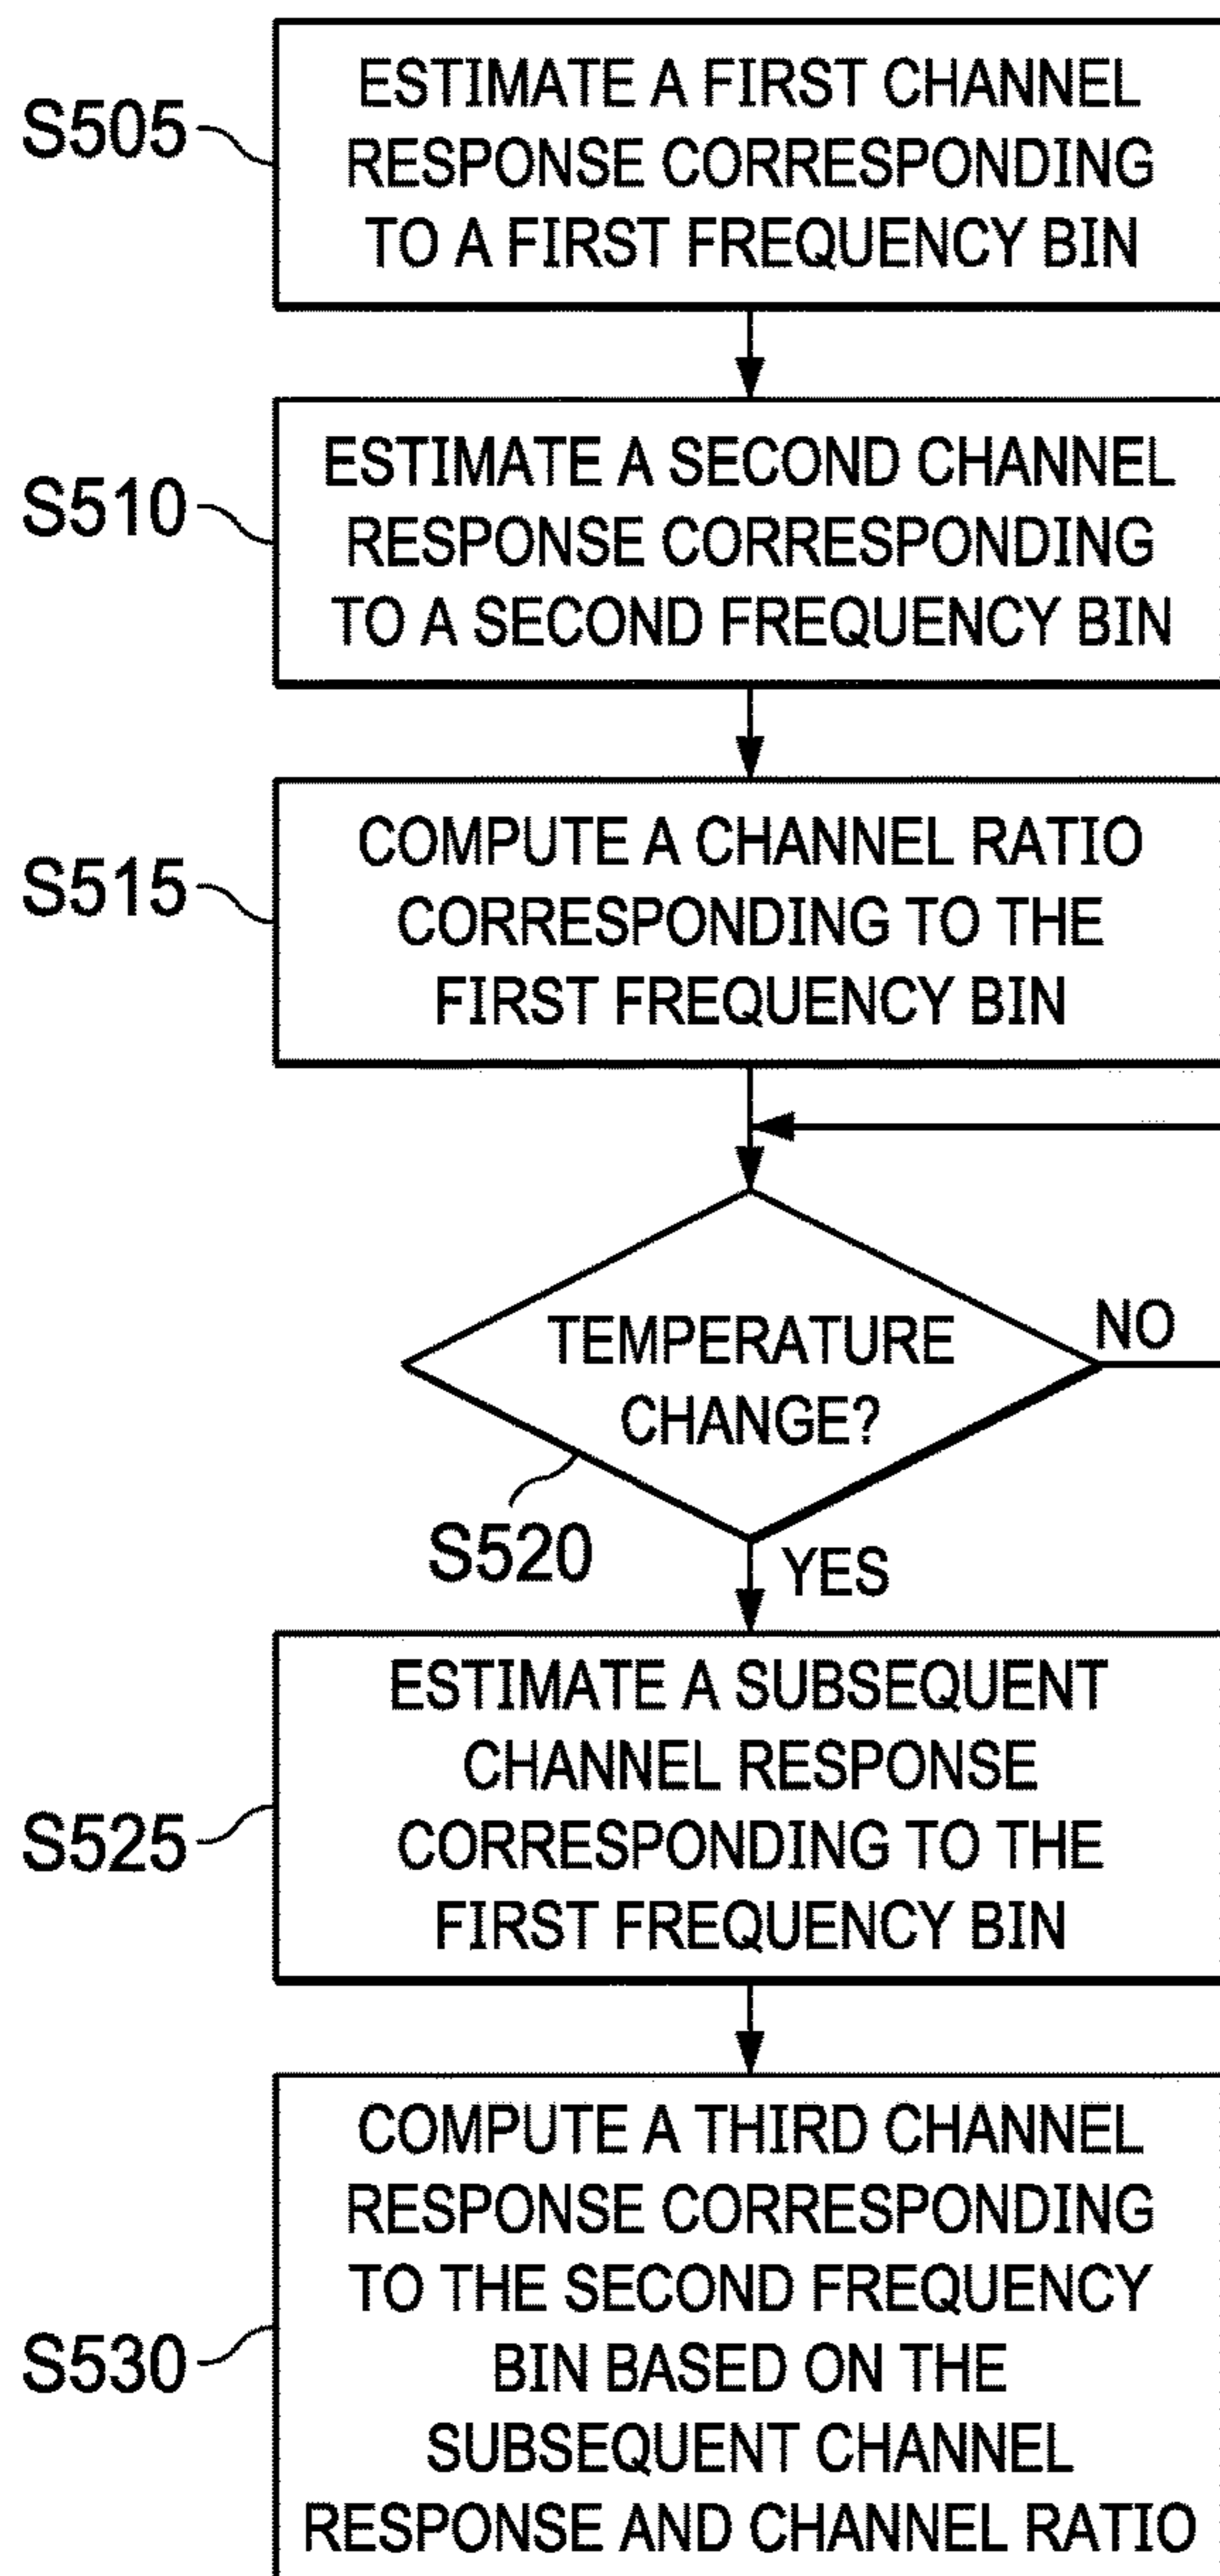 S505
ESTIMATE A FIRST CHANNEL
RESPONSE CORRESPONDING
TO A FIRST FREQUENCY BIN
S510
ESTIMATE A SECOND CHANNEL
RESPONSE CORRESPONDING
TO A SECOND FREQUENCY BIN
S515
COMPUTE A CHANNEL RATIO
CORRESPONDING TO THE
FIRST FREQUENCY BIN
TEMPERATURE
CHANGE?
NO
S520
YES
S525
ESTIMATE A SUBSEQUENT
CHANNEL RESPONSE
CORRESPONDING TO THE
FIRST FREQUENCY BIN
S530
COMPUTE A THIRD CHANNEL
RESPONSE CORRESPONDING
TO THE SECOND FREQUENCY
BIN BASED ON THE
SUBSEQUENT CHANNEL
RESPONSE AND CHANNEL RATIO